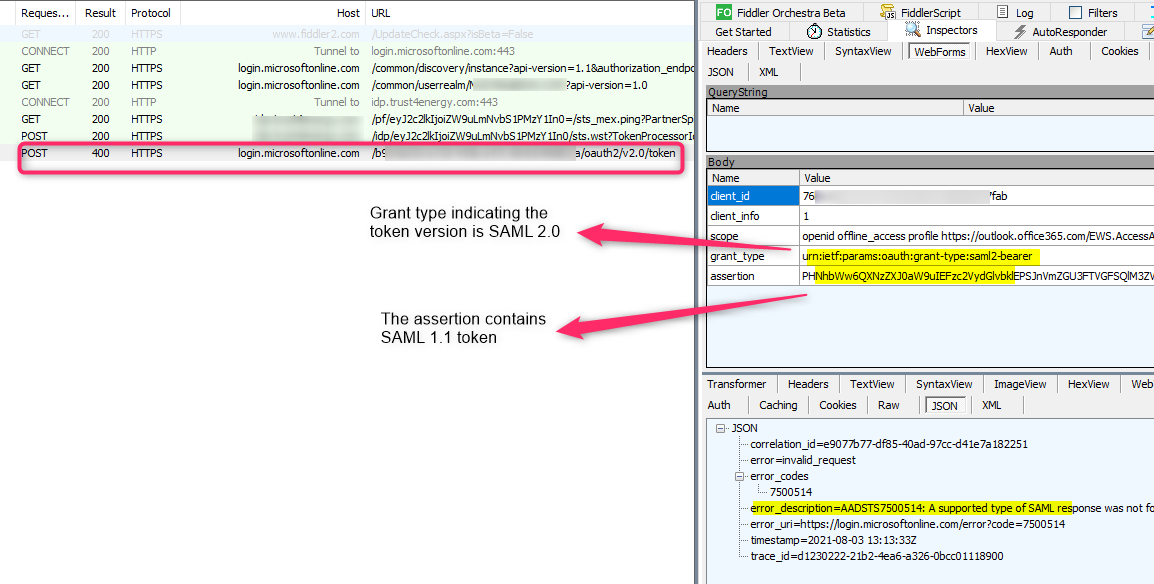 Reques... Result Protocol Host URL
GET 200 HTTPS www.fiddler2.com /UpdateCheck.aspx?isBeta=False
CONNECT 200 HTTP Tunnel to login.microsoftonline.com:443
GET 200 HTTPS login.microsoftonline.com /common/discovery/instance?api-version=1.1&authorization_endpo
GET 200 HTTPS login.microsoftonline.com /common/userrealm/ ?api-version=1.0
CONNECT 200 HTTP Tunnel to idp.trust4energy.com:443
GET 200 HTTPS /pf/eyJ2c2lkIjoiZW9uLmNvbS1PMzY1In0=/sts_mex.ping?PartnerSp
POST 200 HTTPS /idp/eyJ2c2lkIjoiZW9uLmNvbS1PMzY1In0/sts.wst?TokenProcessorId
POST 400 HTTPS login.microsoftonline.com /b9 a/oauth2/v2.0/token
Grant type indicating the
token version is SAML 2.0
The assertion contains
SAML 1.1 token
FO Fiddler Orchestra Beta JS FiddlerScript Log Filters
Get Started Statistics Inspectors AutoResponder
Headers TextView SyntaxView WebForms HexView Auth Cookies
JSON XML
QueryString
Name Value
Body
Name Value
client_id 76 fab
client_info 1
scope openid offline_access profile https://outlook.office365.com/EWS.AccessA
grant_type urn:ietf:params:oauth:grant-type:saml2-bearer
assertion PHNhbWw6QXNzZXJ0aW9uIEFzc2VydGlvbklEPSJnVmZGU3FTVGFSQlM3ZW
Transformer Headers TextView SyntaxView ImageView HexView Web
Auth Caching Cookies Raw JSON XML
JSON
correlation_id=e9077b77-df85-40ad-97cc-d41e7a182251
error=invalid_request
error_codes
7500514
error_description=AADSTS7500514: A supported type of SAML response was not fo
error_uri=https://login.microsoftonline.com/error?code=7500514
timestamp=2021-08-03 13:13:33Z
trace_id=d1230222-21b2-4ea6-a326-0bcc01118900